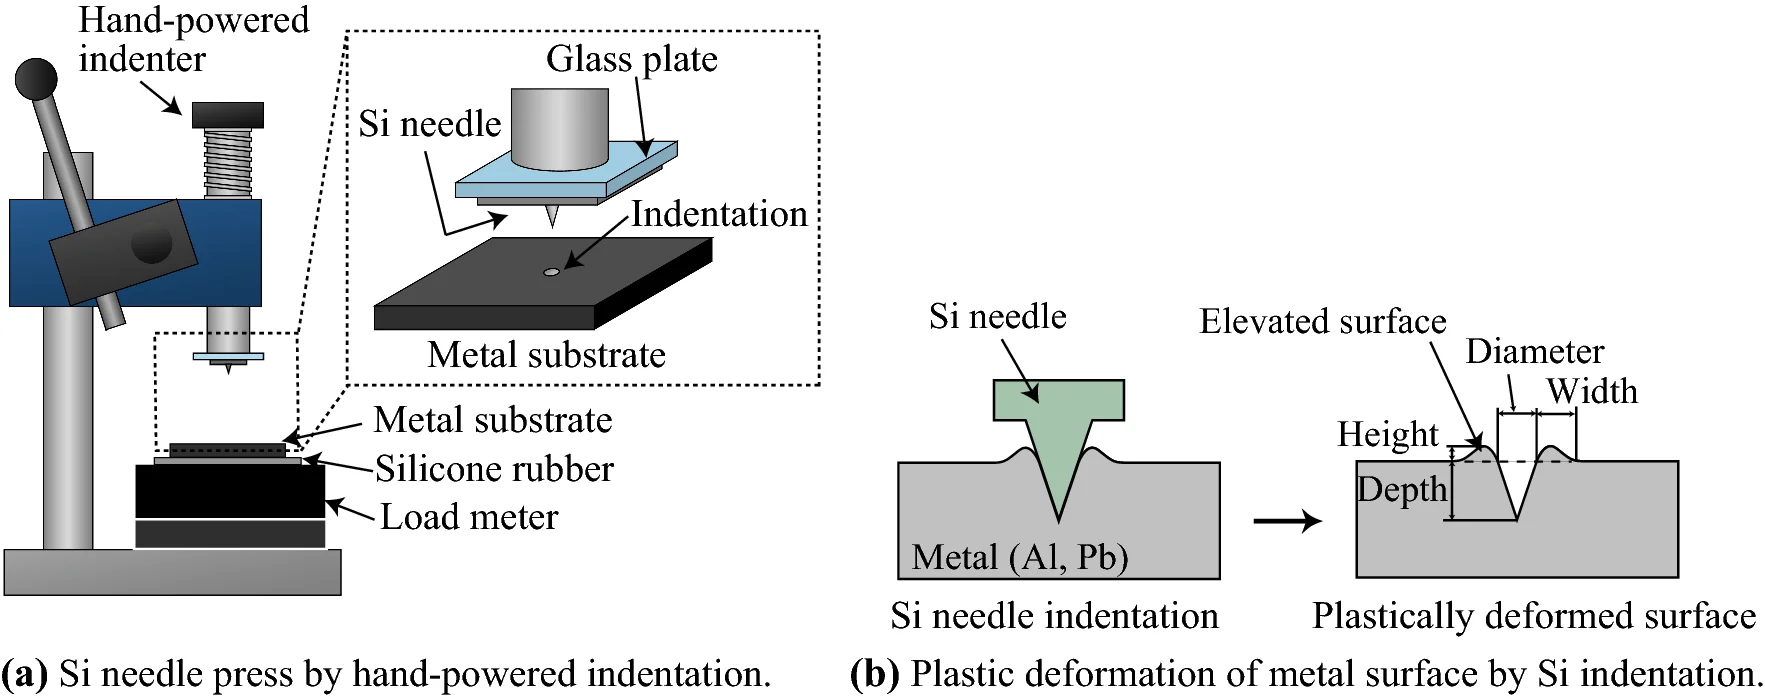 Hand-powered
indenter
Glass plate
Si needle
Indentation
Metal substrate
Metal substrate
Silicone rubber
Load meter
(a) Si needle press by hand-powered indentation.
Si needle
Elevated surface
Diameter
Width
Height
Depth
Metal (Al, Pb)
Si needle indentation
Plastically deformed surface
(b) Plastic deformation of metal surface by Si indentation.